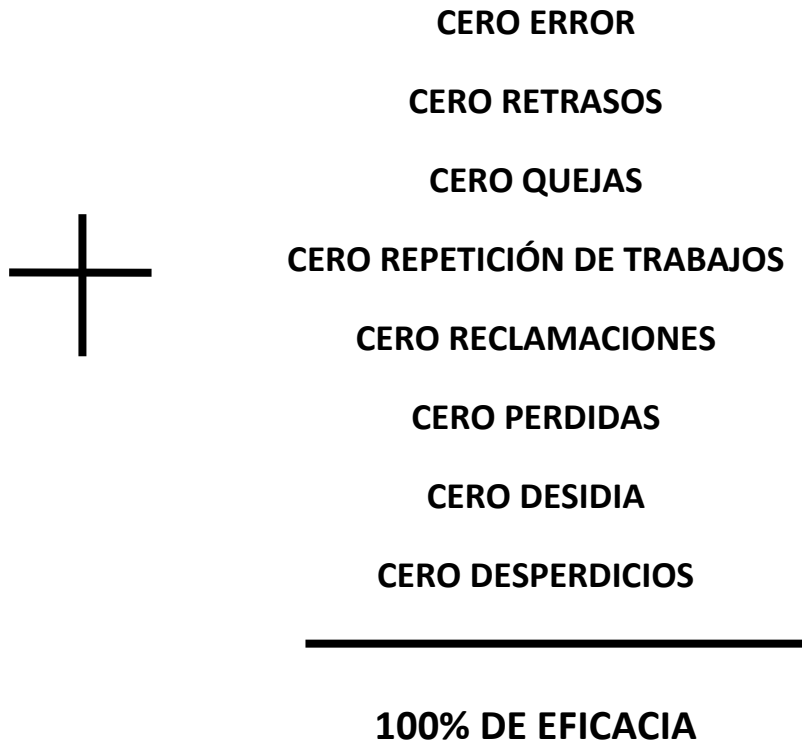 CERO ERROR
CERO RETRASOS
CERO QUEJAS
CERO REPETICIÓN DE TRABAJOS
CERO RECLAMACIONES
CERO PERDIDAS
CERO DESIDIA
CERO DESPERDICIOS
100% DE EFICACIA